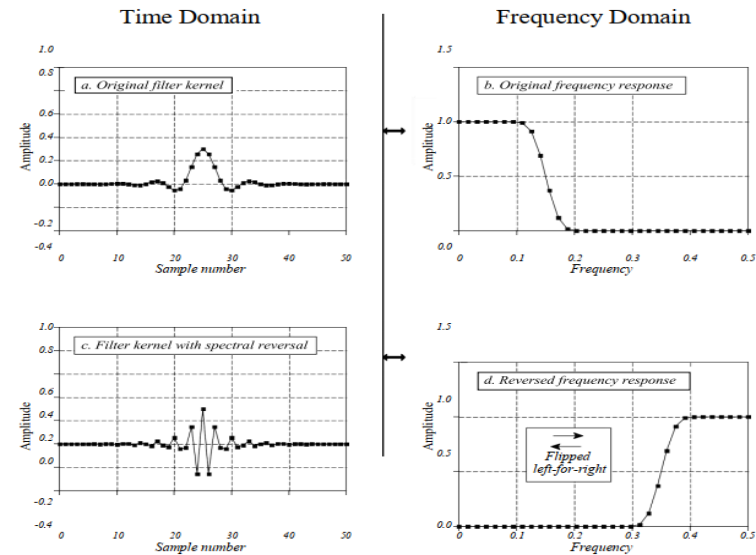 Time Domain
Frequency Domain
1.0
0.8
0.6
0.4
0.2
0.0
-0.2
-0.4
Amplitude
a. Original filter kernel
0 10 20 30 40 50
Sample number
1.5
1.0
0.5
0.0
Amplitude
b. Original frequency response
0 0.1 0.2 0.3 0.4 0.5
Frequency
1.0
0.8
0.6
0.4
0.2
0.0
-0.2
-0.4
Amplitude
c. Filter kernel with spectral reversal
0 10 20 30 40 50
Sample number
1.5
1.0
0.5
0.0
Amplitude
d. Reversed frequency response
Flipped
left-for-right
0 0.1 0.2 0.3 0.4 0.5
Frequency